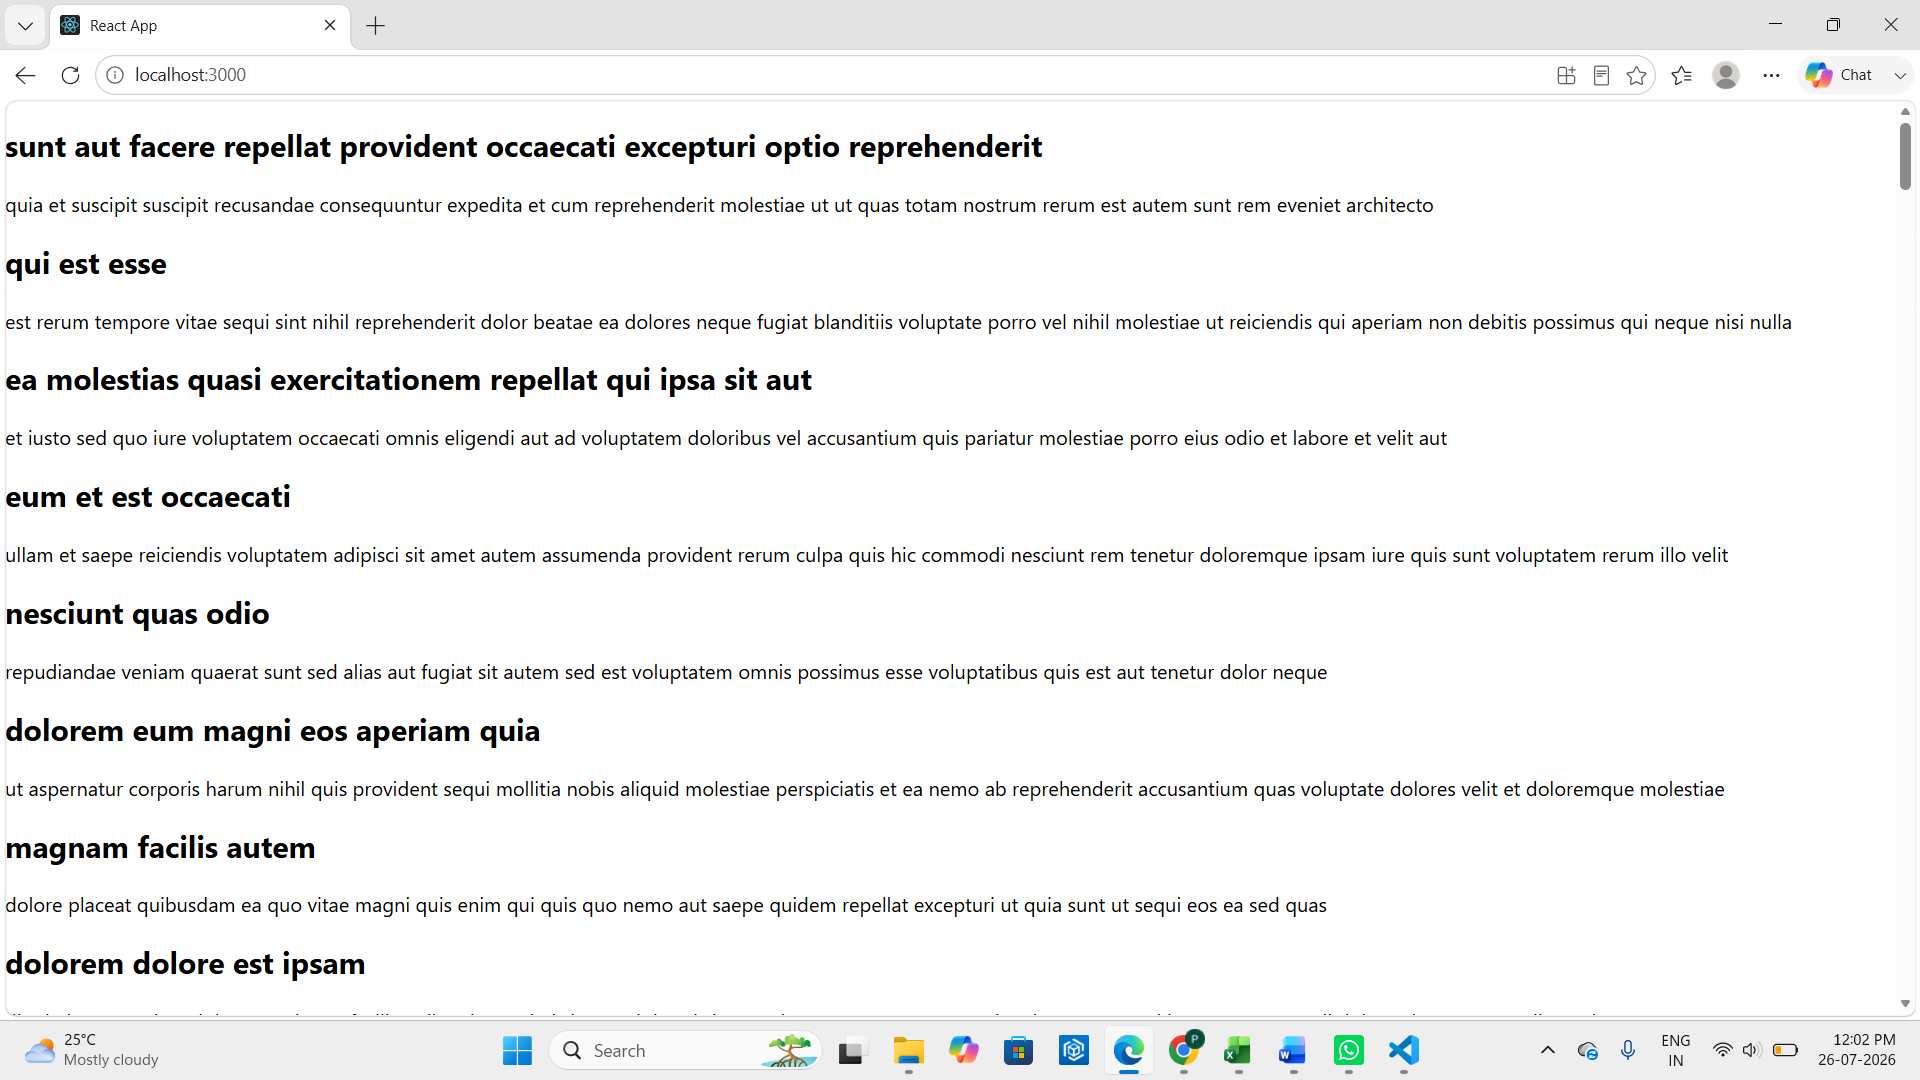 React App
localhost:3000
Chat
sunt aut facere repellat provident occaecati excepturi optio reprehenderit
quia et suscipit suscipit recusandae consequuntur expedita et cum reprehenderit molestiae ut ut quas totam nostrum rerum est autem sunt rem eveniet architecto
qui est esse
est rerum tempore vitae sequi sint nihil reprehenderit dolor beatae ea dolores neque fugiat blanditiis voluptate porro vel nihil molestiae ut reiciendis qui aperiam non debitis possimus qui neque nisi nulla
ea molestias quasi exercitationem repellat qui ipsa sit aut
et iusto sed quo iure voluptatem occaecati omnis eligendi aut ad voluptatem doloribus vel accusantium quis pariatur molestiae porro eius odio et labore et velit aut
eum et est occaecati
ullam et saepe reiciendis voluptatem adipisci sit amet autem assumenda provident rerum culpa quis hic commodi nesciunt rem tenetur doloremque ipsam iure quis sunt voluptatem rerum illo velit
nesciunt quas odio
repudiandae veniam quaerat sunt sed alias aut fugiat sit autem sed est voluptatem omnis possimus esse voluptatibus quis est aut tenetur dolor neque
dolorem eum magni eos aperiam quia
ut aspernatur corporis harum nihil quis provident sequi mollitia nobis aliquid molestiae perspiciatis et ea nemo ab reprehenderit accusantium quas voluptate dolores velit et doloremque molestiae
magnam facilis autem
dolore placeat quibusdam ea quo vitae magni quis enim qui quis quo nemo aut saepe quidem repellat excepturi ut quia sunt ut sequi eos ea sed quas
dolorem dolore est ipsam
25°C
Mostly cloudy
Search
P
ENG
IN
12:02 PM
26-07-2026